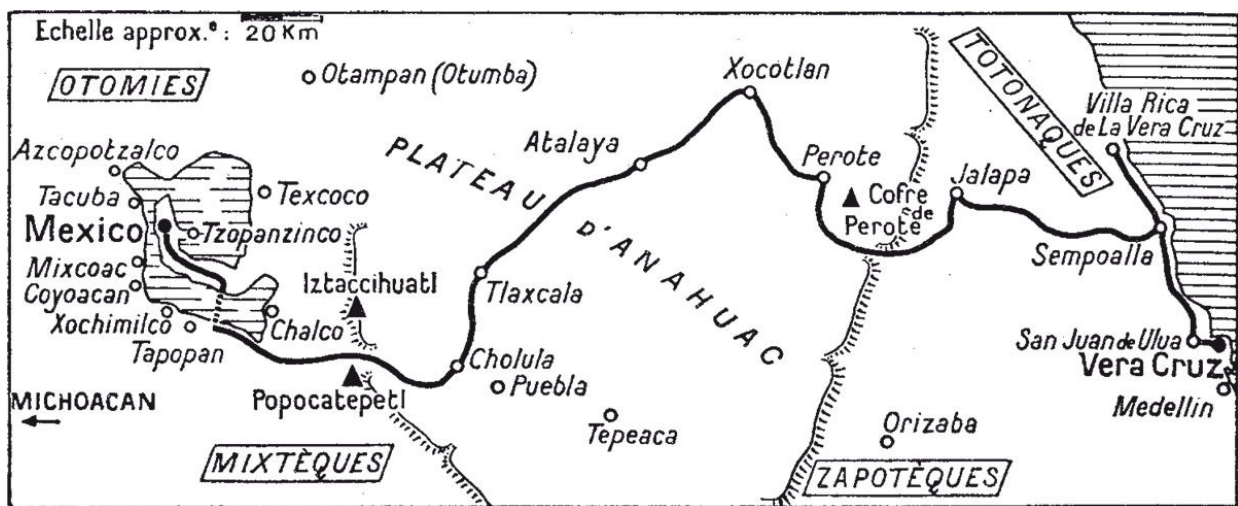 Echelle approx.ᵉ : 20 Km
OTOMIES
Otampan (Otumba)
Xocotlan
TOTONAQUES
Villa Rica
de La Vera Cruz
Azcopotzalco
Atalaya
PLATEAU
D'ANAHUAC
Perote
Jalapa
Tacuba
Texcoco
Cofre
de
Perote
Mexico
Tzopanzinco
Sempoalla
Mixcoac
Coyoacan
Iztaccihuatl
Tlaxcala
Xochimilco
Chalco
Tapopan
San Juan de Ulua
Vera Cruz
Cholula
Puebla
MICHOACAN
Popocatepetl
Medellin
Tepeaca
Orizaba
MIXTÈQUES
ZAPOTÈQUES